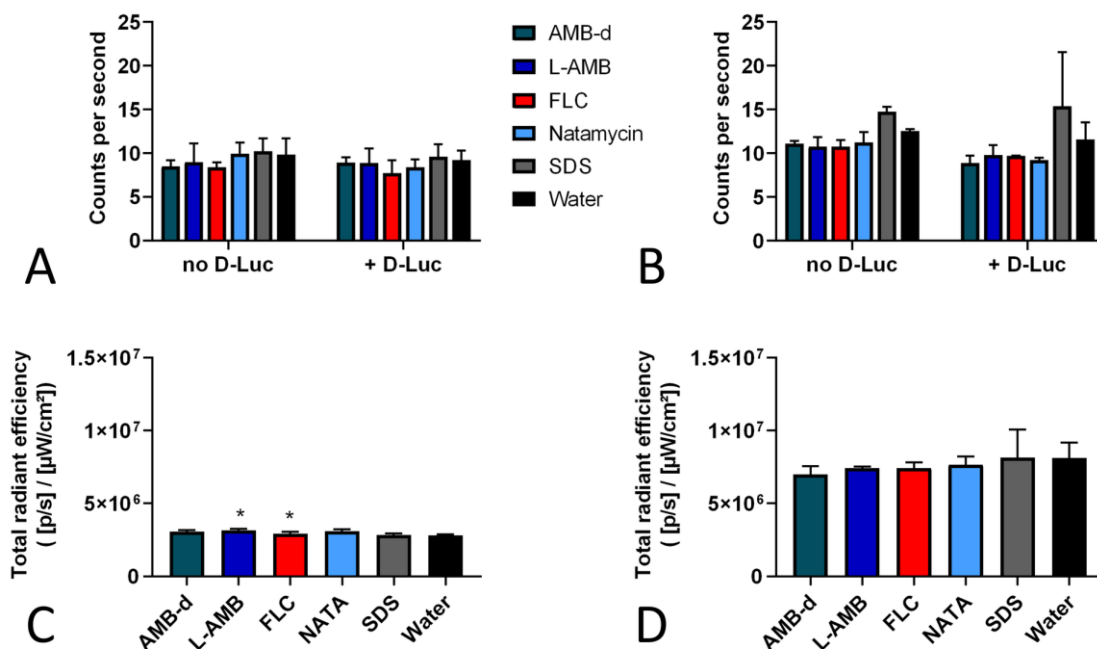 25
20
15
10
5
0
Counts per second
no D-Luc
+ D-Luc
A
AMB-d
L-AMB
FLC
Natamycin
SDS
Water
25
20
15
10
5
0
Counts per second
no D-Luc
+ D-Luc
B
1.5×10⁷
1×10⁷
5×10⁶
0
Total radiant efficiency
( [p/s] / [µW/cm²])
*
*
AMB-d
L-AMB
FLC
NATA
SDS
Water
C
1.5×10⁷
1×10⁷
5×10⁶
0
Total radiant efficiency
( [p/s] / [µW/cm²])
AMB-d
L-AMB
FLC
NATA
SDS
Water
D